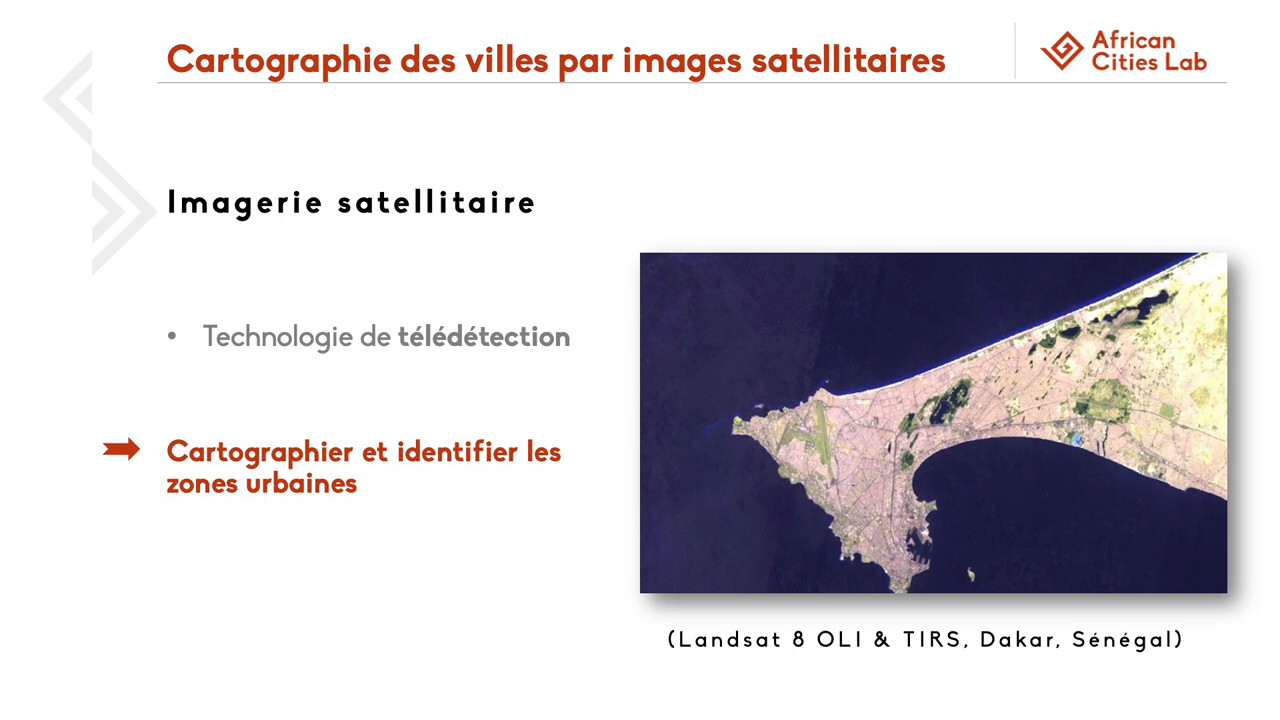 Cartographie des villes par images satellitaires
African
Cities Lab
Imagerie satellitaire
• Technologie de télédétection
Cartographier et identifier les
zones urbaines
(Landsat 8 OLI & TIRS, Dakar, Sénégal)